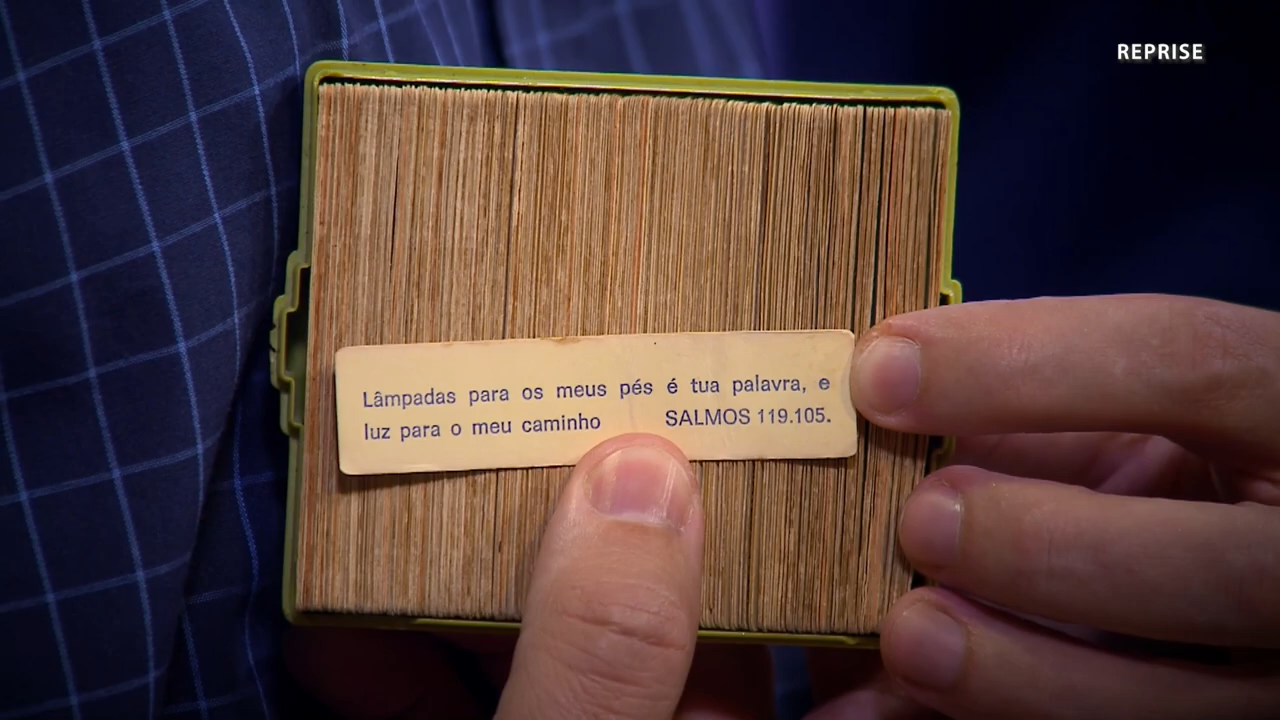 REPRISE
Lâmpadas para os meus pés é tua palavra, e
luz para o meu caminho SALMOS 119.105.